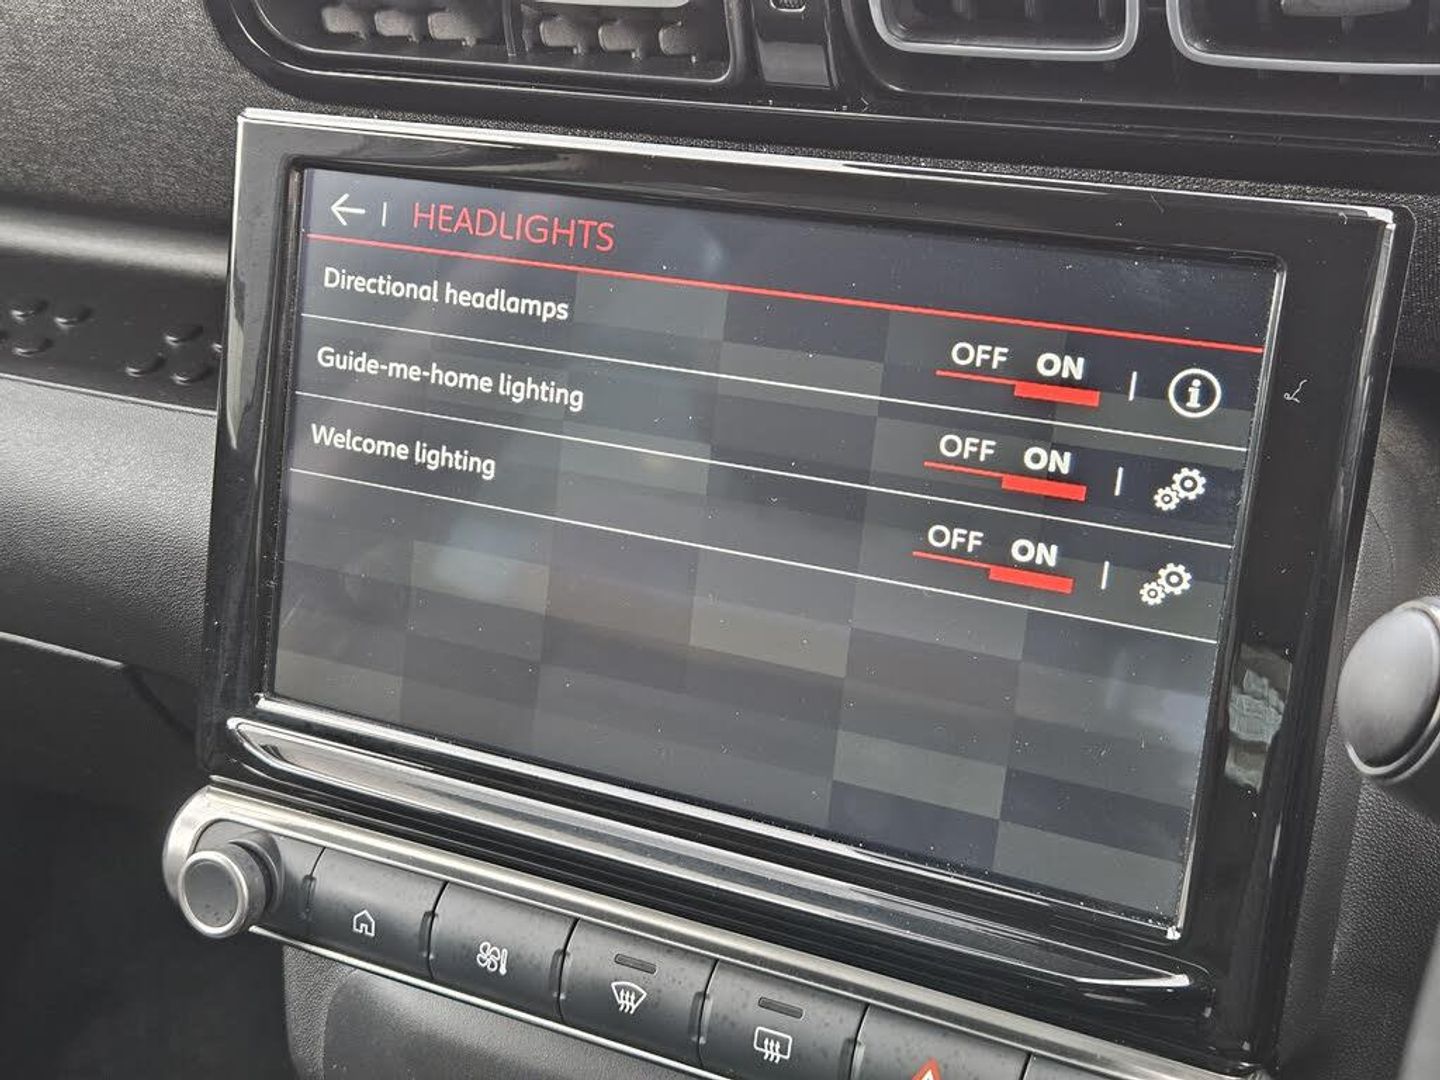 HEADLIGHTS
Directional headlamps
OFF ON
Guide-me-home lighting
OFF ON
Welcome lighting
OFF ON